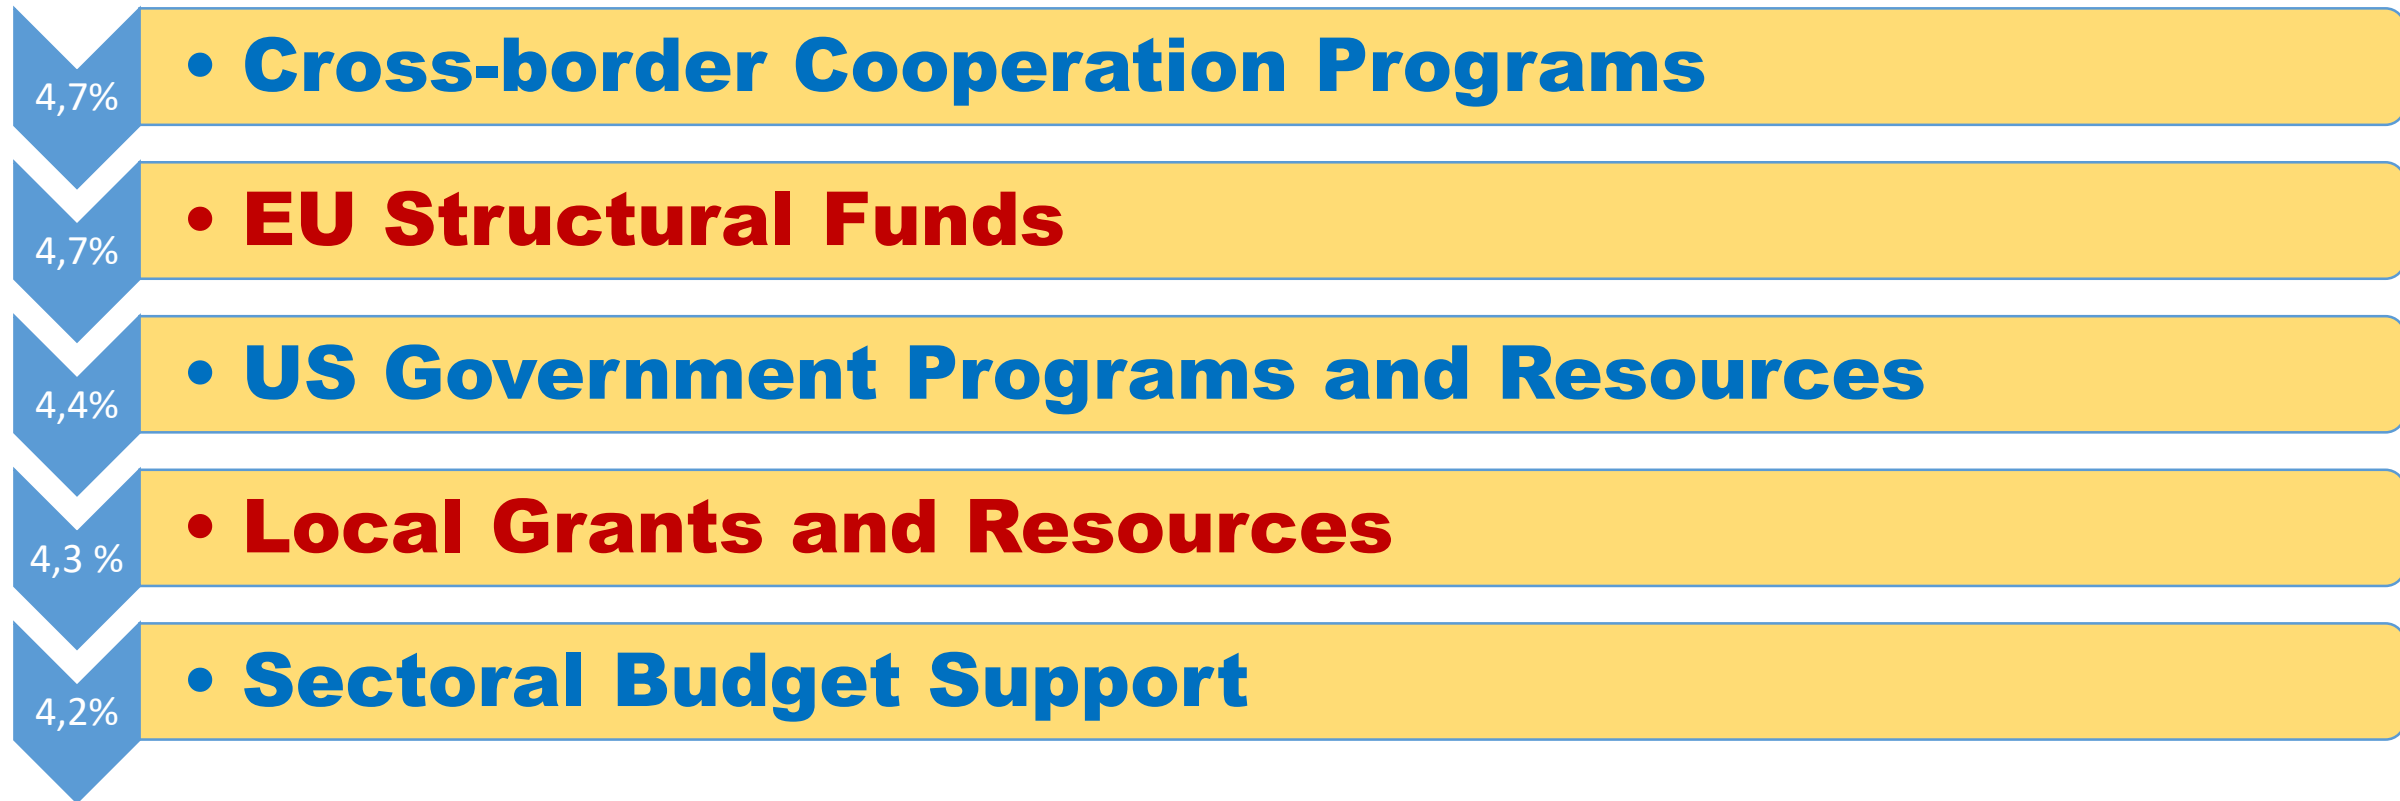 4,7%
• Cross-border Cooperation Programs
4,7%
• EU Structural Funds
4,4%
• US Government Programs and Resources
4,3 %
• Local Grants and Resources
4,2%
• Sectoral Budget Support